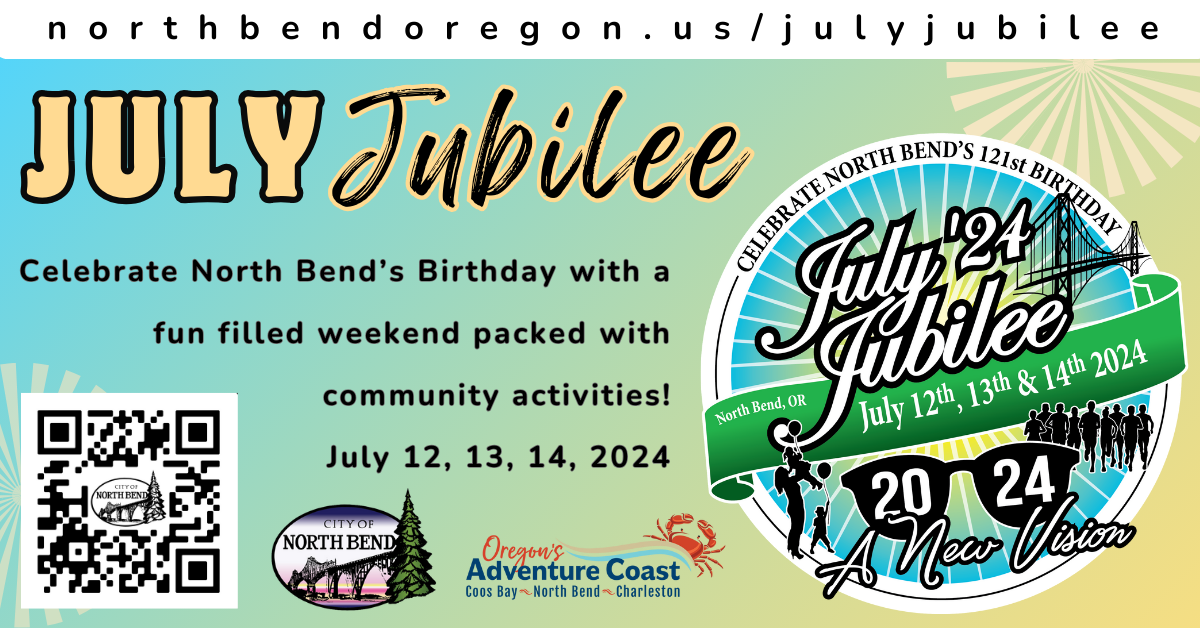 northbendoregon.us/julyjubilee
JULY Jubilee
Celebrate North Bend’s Birthday with a
fun filled weekend packed with
community activities!
July 12, 13, 14, 2024
CITY OF
NORTH BEND
CITY OF
NORTH BEND
Oregon's
Adventure Coast
Coos Bay~North Bend~Charleston
CELEBRATE NORTH BEND'S 121st BIRTHDAY
July '24
Jubilee
North Bend, OR
July 12th, 13th & 14th 2024
20 24
A New Vision